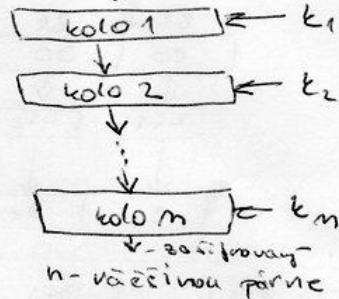 kolo 1 k1
kolo 2 k2
kolo n kn
- zašifrovaný
n - väčšinou párne